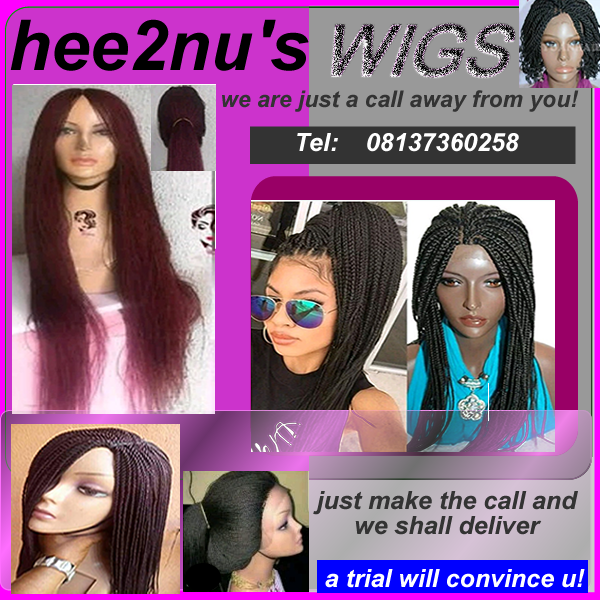 hee2nu's WIGS
we are just a call away from you!
Tel: 08137360258
just make the call and
we shall deliver
a trial will convince u!